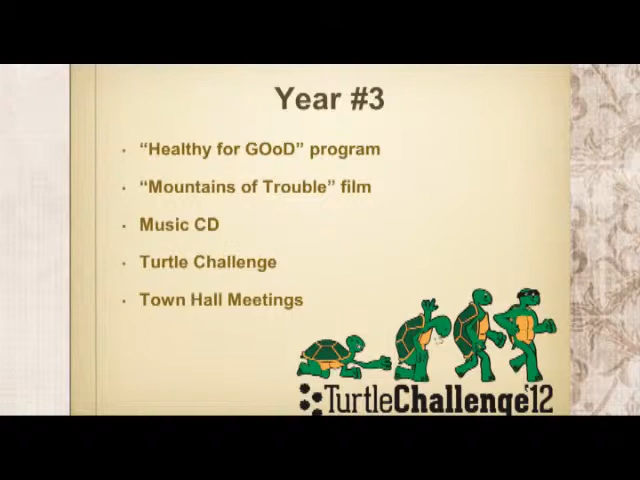 Year #3
“Healthy for GOoD” program
“Mountains of Trouble” film
Music CD
Turtle Challenge
Town Hall Meetings
TurtleChallenge'12